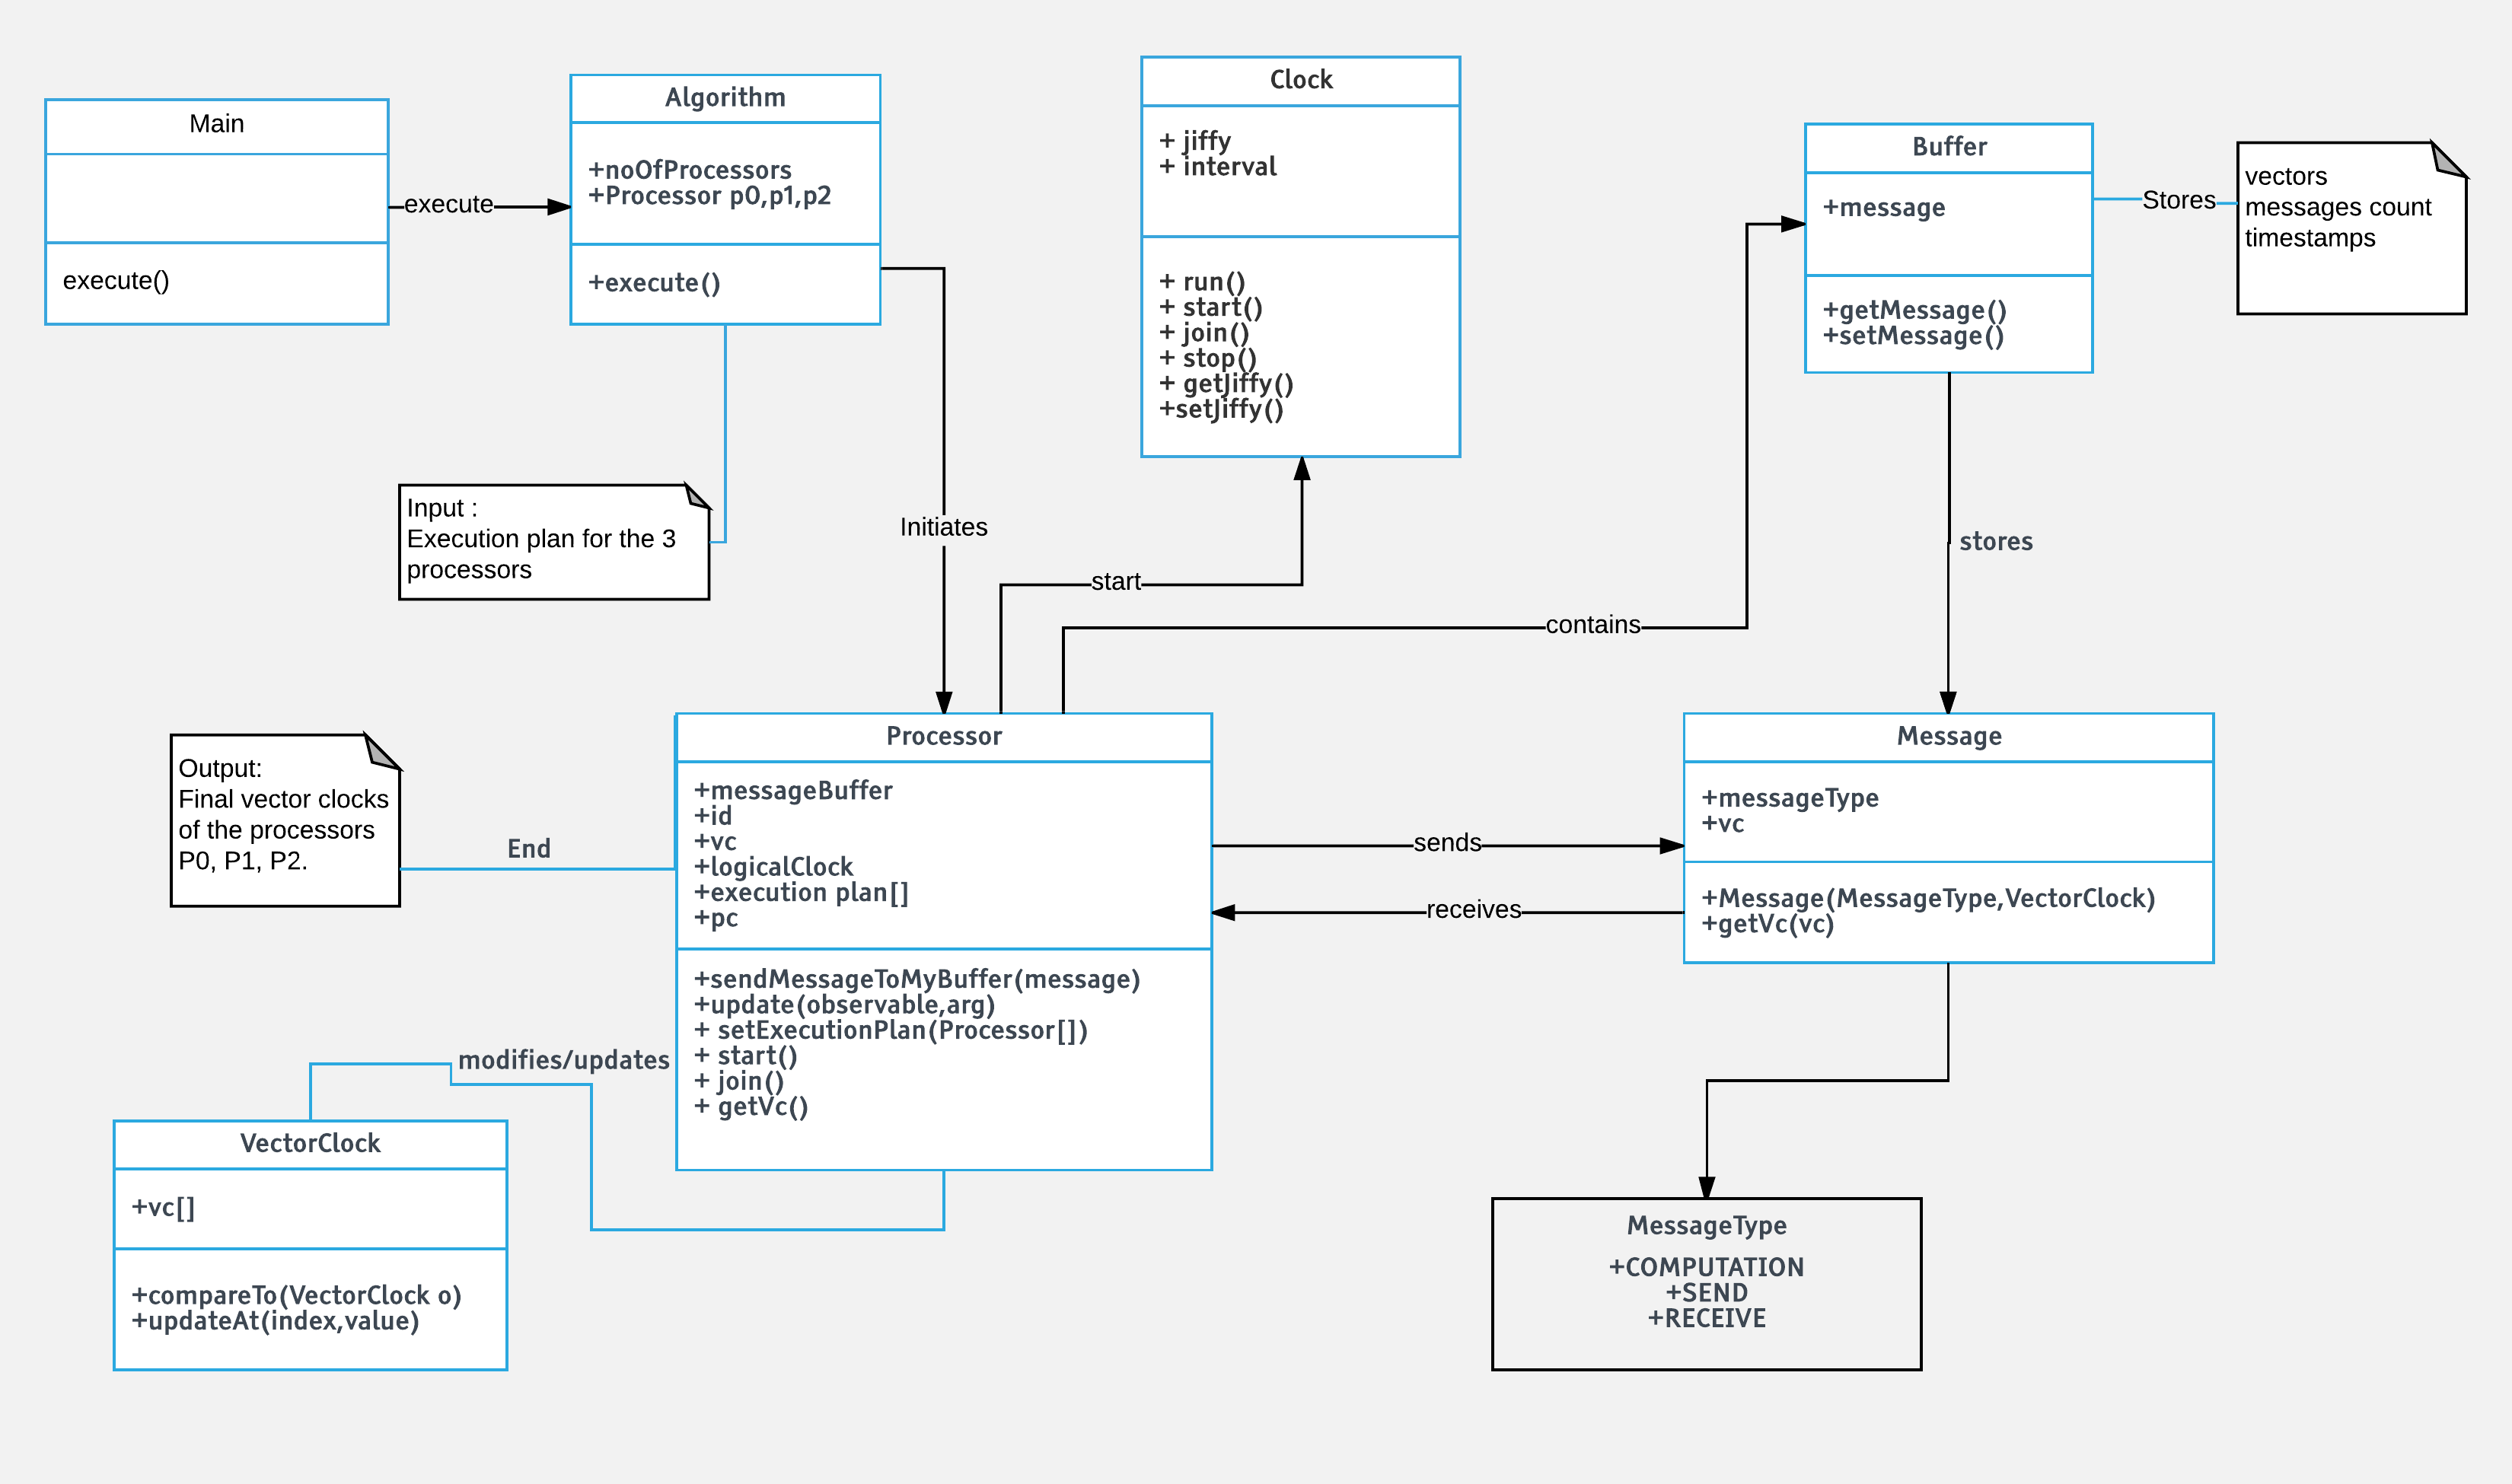 Main
execute()
execute
Algorithm
+noOfProcessors
+Processor p0,p1,p2
+execute()
Clock
+ jiffy
+ interval
+ run()
+ start()
+ join()
+ stop()
+ getJiffy()
+setJiffy()
Buffer
+message
+getMessage()
+setMessage()
Stores
vectors
messages count
timestamps
Input :
Execution plan for the 3
processors
Initiates
start
contains
stores
Output:
Final vector clocks
of the processors
P0, P1, P2.
End
Processor
+messageBuffer
+id
+vc
+logicalClock
+execution plan[]
+pc
+sendMessageToMyBuffer(message)
+update(observable,arg)
+ setExecutionPlan(Processor[])
+ start()
+ join()
+ getVc()
sends
receives
Message
+messageType
+vc
+Message(MessageType,VectorClock)
+getVc(vc)
modifies/updates
VectorClock
+vc[]
+compareTo(VectorClock o)
+updateAt(index,value)
MessageType
+COMPUTATION
+SEND
+RECEIVE